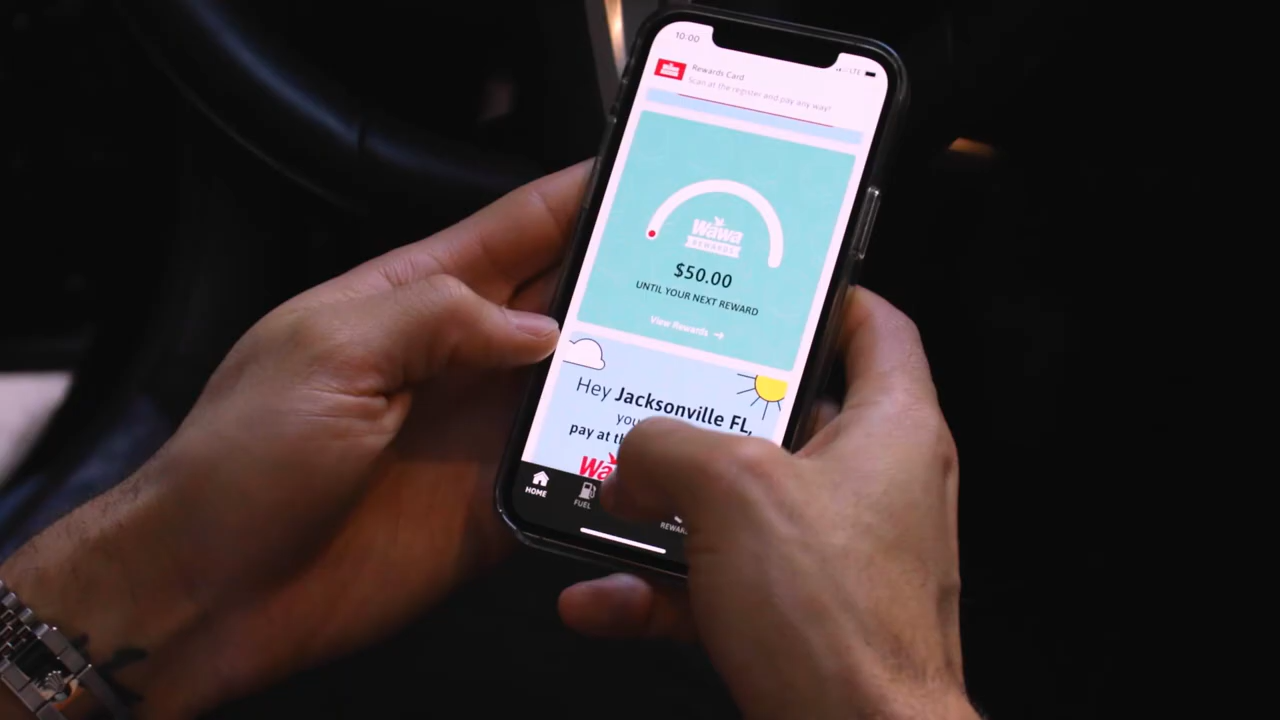 10:00
LTE
Rewards Card
Scan at the register and pay any way!
Wawa
REWARDS
$50.00
UNTIL YOUR NEXT REWARD
View Rewards →
Hey Jacksonville FL,
you
pay at
Wa
HOME
FUEL
REWAR